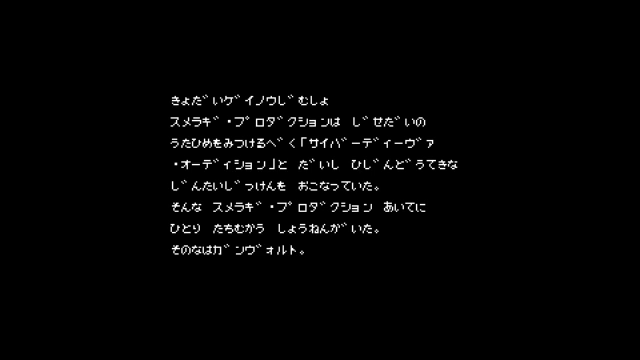 きょだいゲイノウじむしょ
スメラギ・プロダクションは じせだいの
うたひめをみつけるべく「サイバーディーヴァ
・オーディション」と だいし ひじんどうてきな
じんたいじっけんを おこなっていた。
そんな スメラギ・プロダクション あいてに
ひとり たちむかう しょうねんがいた。
そのなはガンヴォルト。